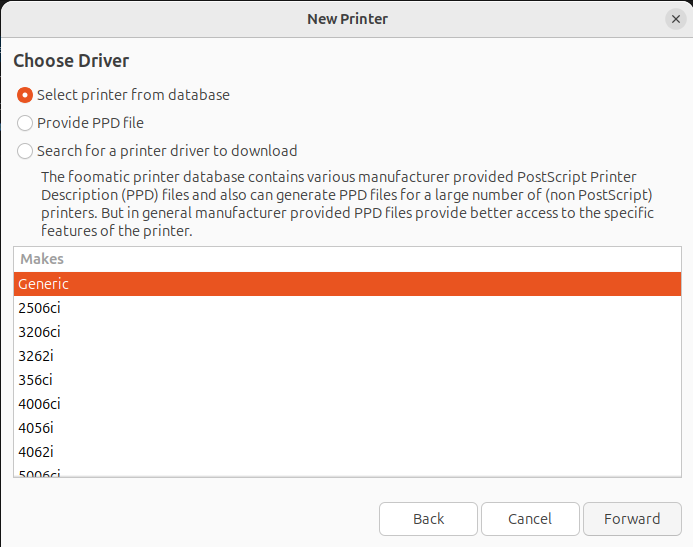 New Printer
Choose Driver
Select printer from database
Provide PPD file
Search for a printer driver to download
The foomatic printer database contains various manufacturer provided PostScript Printer
Description (PPD) files and also can generate PPD files for a large number of (non PostScript)
printers. But in general manufacturer provided PPD files provide better access to the specific
features of the printer.
Makes
Generic
2506ci
3206ci
3262i
356ci
4006ci
4056i
4062i
5006ci
Back
Cancel
Forward